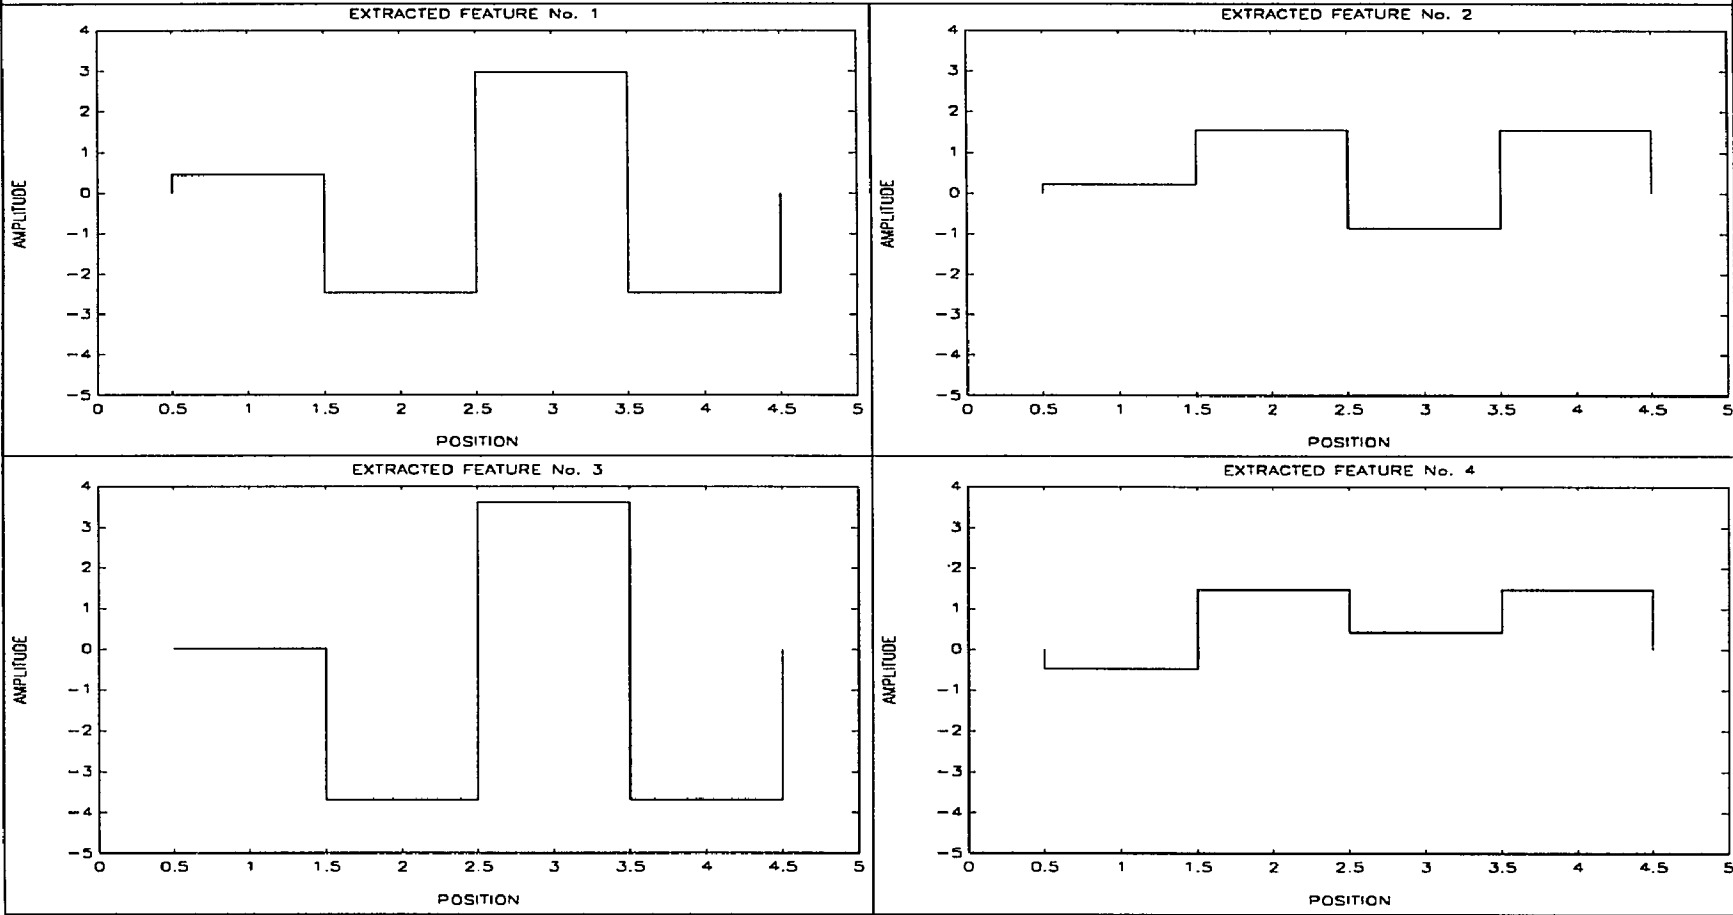 EXTRACTED FEATURE No. 1
4
3
2
1
0
−1
−2
−3
−4
−5
AMPLITUDE
0 0.5 1 1.5 2 2.5 3 3.5 4 4.5 5
POSITION
EXTRACTED FEATURE No. 2
4
3
2
1
0
−1
−2
−3
−4
−5
AMPLITUDE
0 0.5 1 1.5 2 2.5 3 3.5 4 4.5 5
POSITION
EXTRACTED FEATURE No. 3
4
3
2
1
0
−1
−2
−3
−4
−5
AMPLITUDE
0 0.5 1 1.5 2 2.5 3 3.5 4 4.5 5
POSITION
EXTRACTED FEATURE No. 4
4
3
2
1
0
−1
−2
−3
−4
−5
AMPLITUDE
0 0.5 1 1.5 2 2.5 3 3.5 4 4.5 5
POSITION